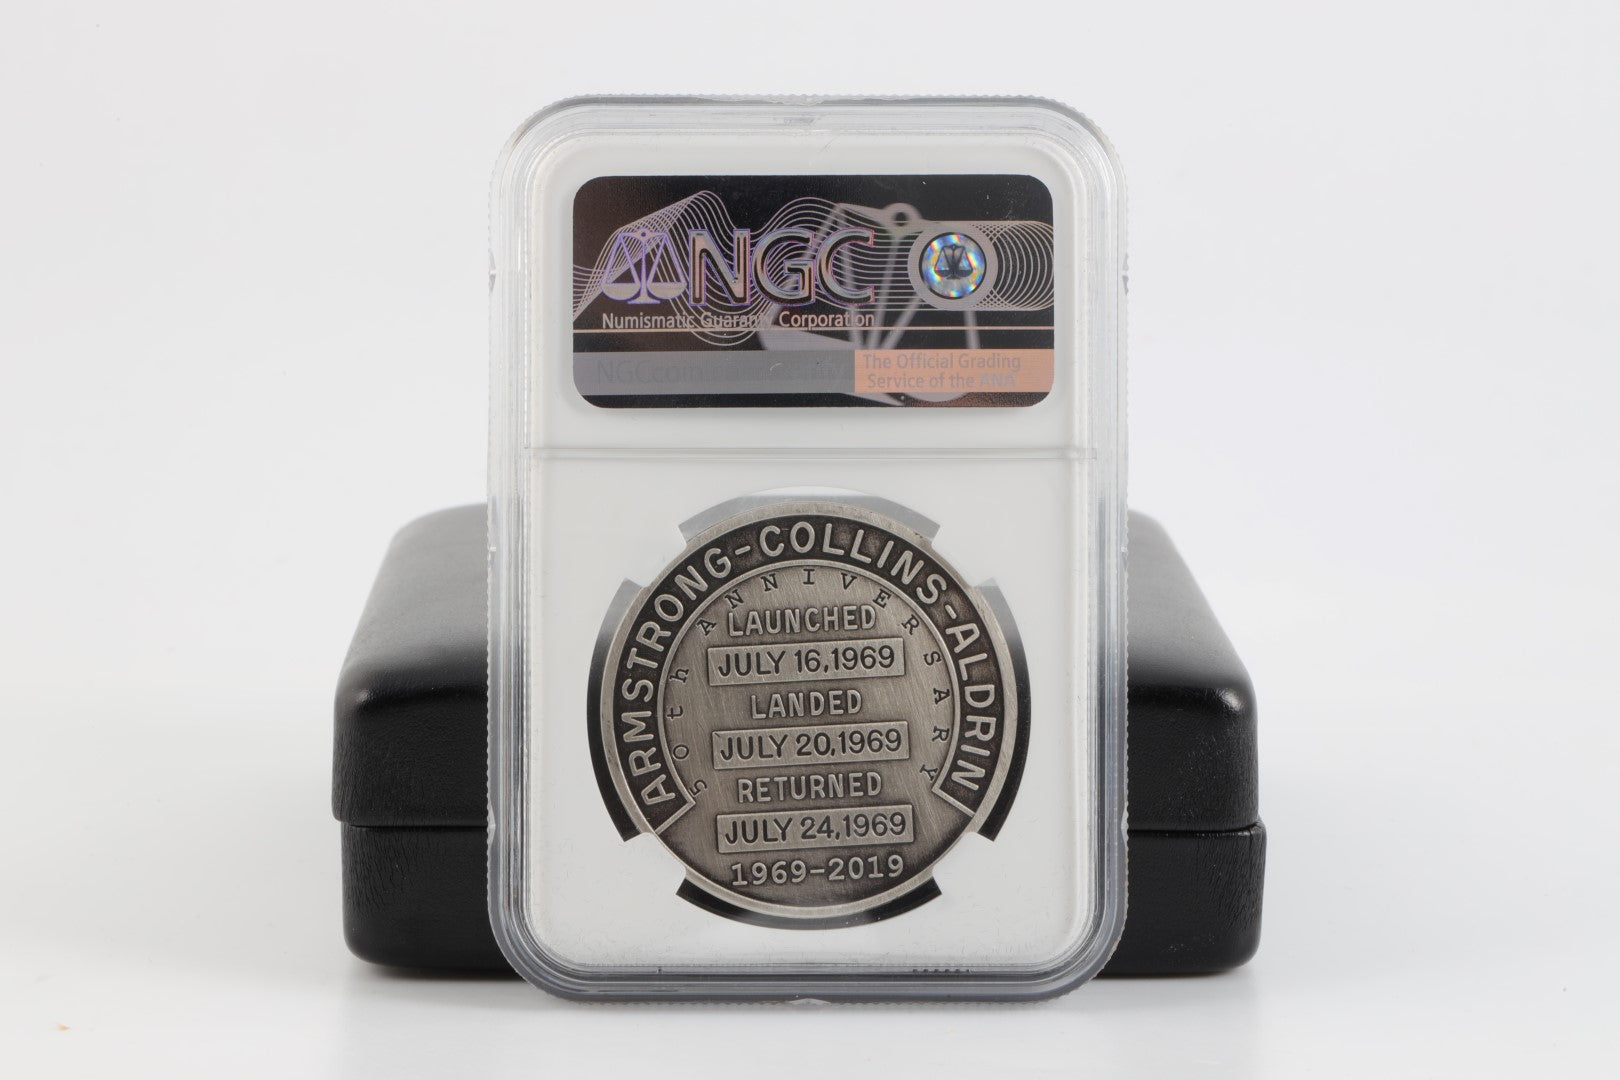 NGC
Numismatic Guaranty Corporation
The Official Grading
Service of the ANA
ARMSTRONG-COLLINS-ALDRIN
50th ANNIVERSARY
LAUNCHED
JULY 16,1969
LANDED
JULY 20,1969
RETURNED
JULY 24,1969
1969-2019